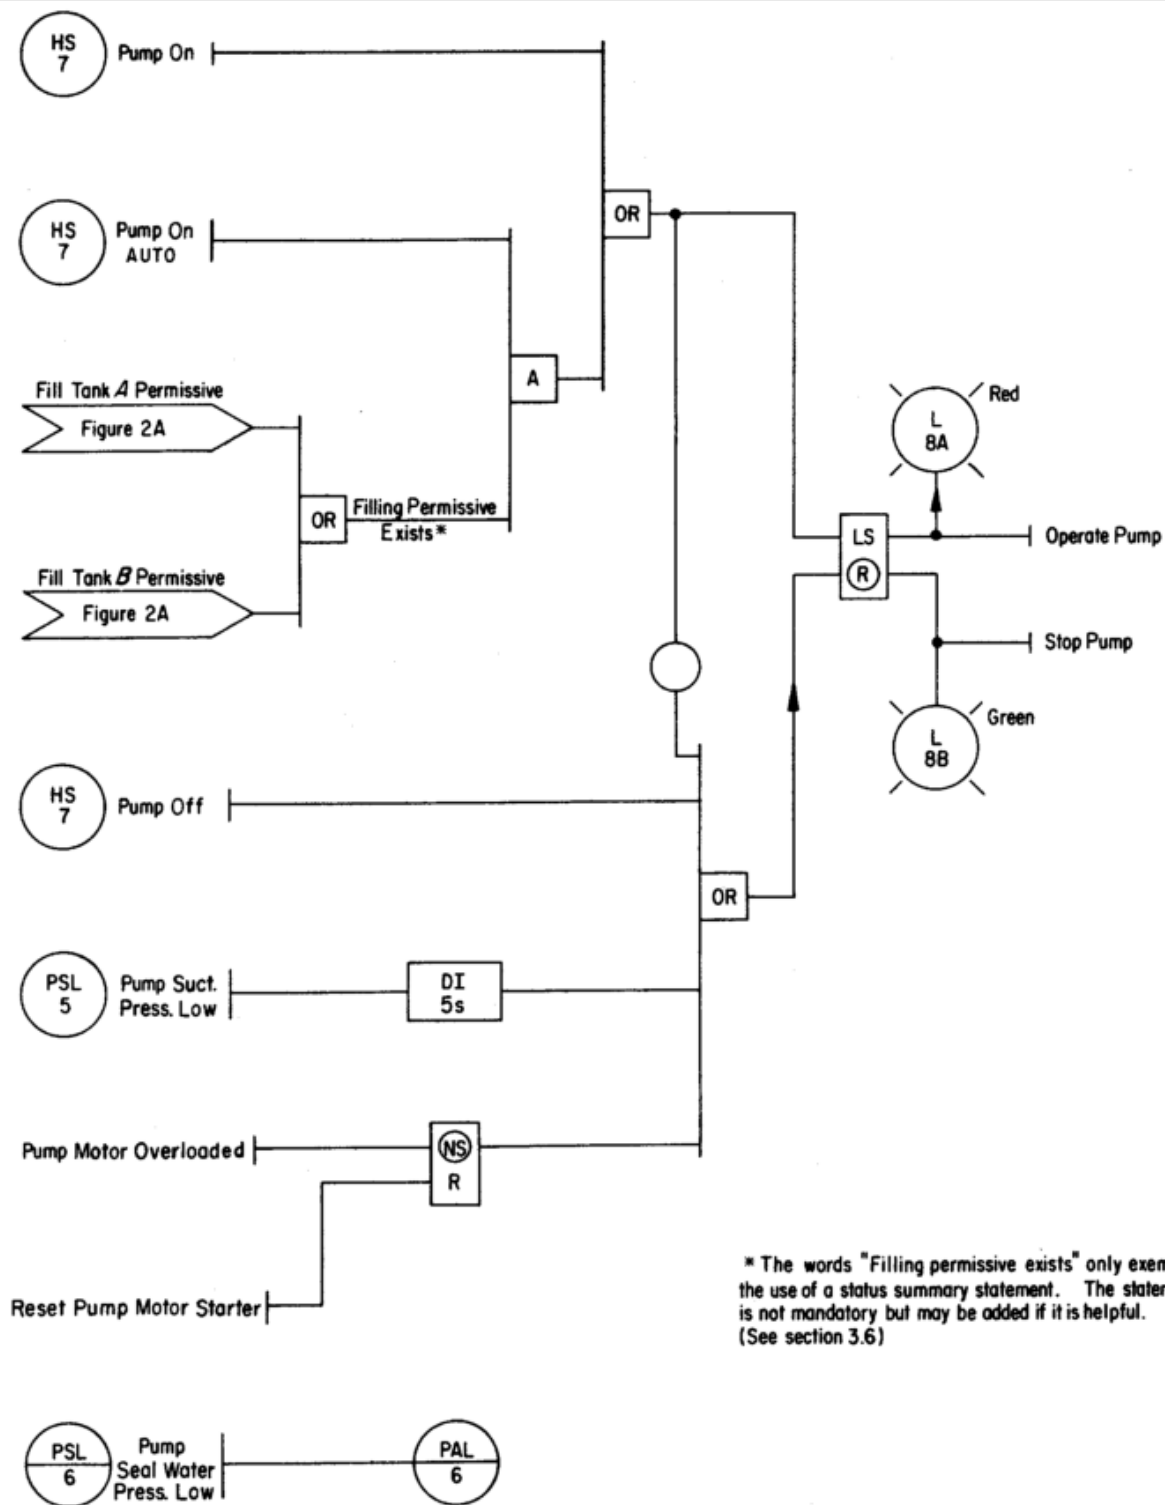 HS
7
Pump On
HS
7
Pump On
AUTO
Fill Tank A Permissive
Figure 2A
Fill Tank B Permissive
Figure 2A
OR
Filling Permissive
Exists*
A
OR
Red
L
8A
LS
R
Operate Pump
Stop Pump
Green
L
8B
HS
7
Pump Off
OR
PSL
5
Pump Suct.
Press. Low
DI
5s
Pump Motor Overloaded
NS
R
Reset Pump Motor Starter
* The words "Filling permissive exists" only exem
the use of a status summary statement. The stater
is not mandatory but may be added if it is helpful.
(See section 3.6)
PSL
6
Pump
Seal Water
Press. Low
PAL
6